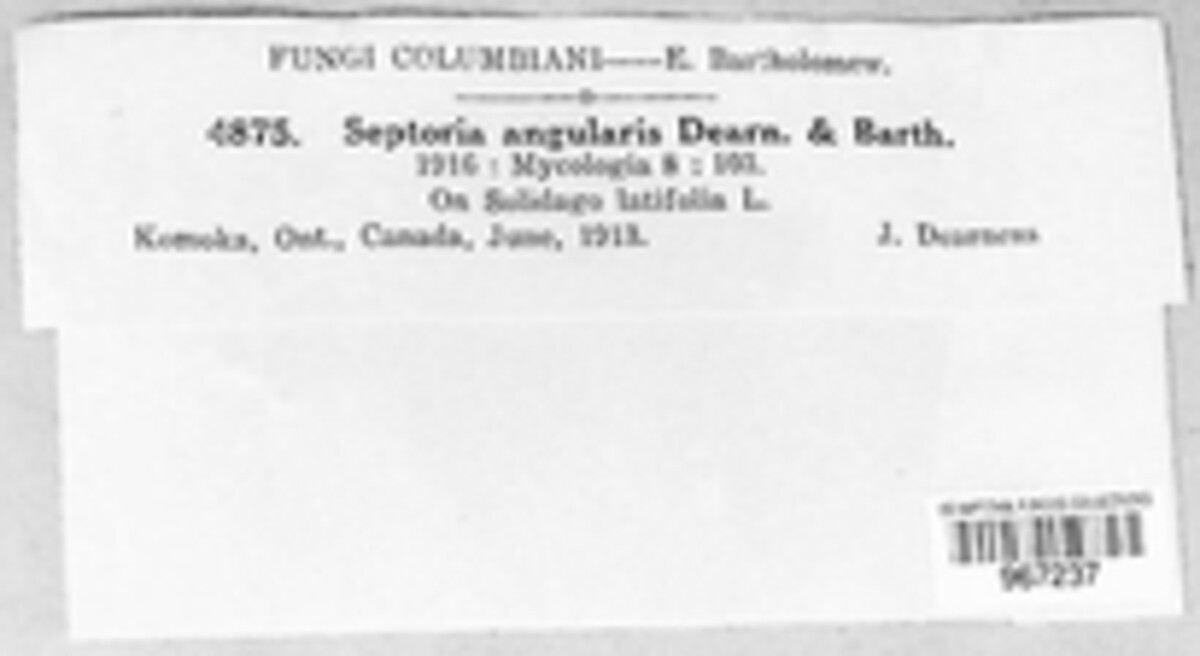 FUNGI COLUMBIANI——E. Bartholomew.
4875. Septoria angularis Dearn. & Barth.
1916 : Mycologia 8 :
On Solidago latifolia L.
Komoka, Ont., Canada, June, 1913. J. Dearness
967237